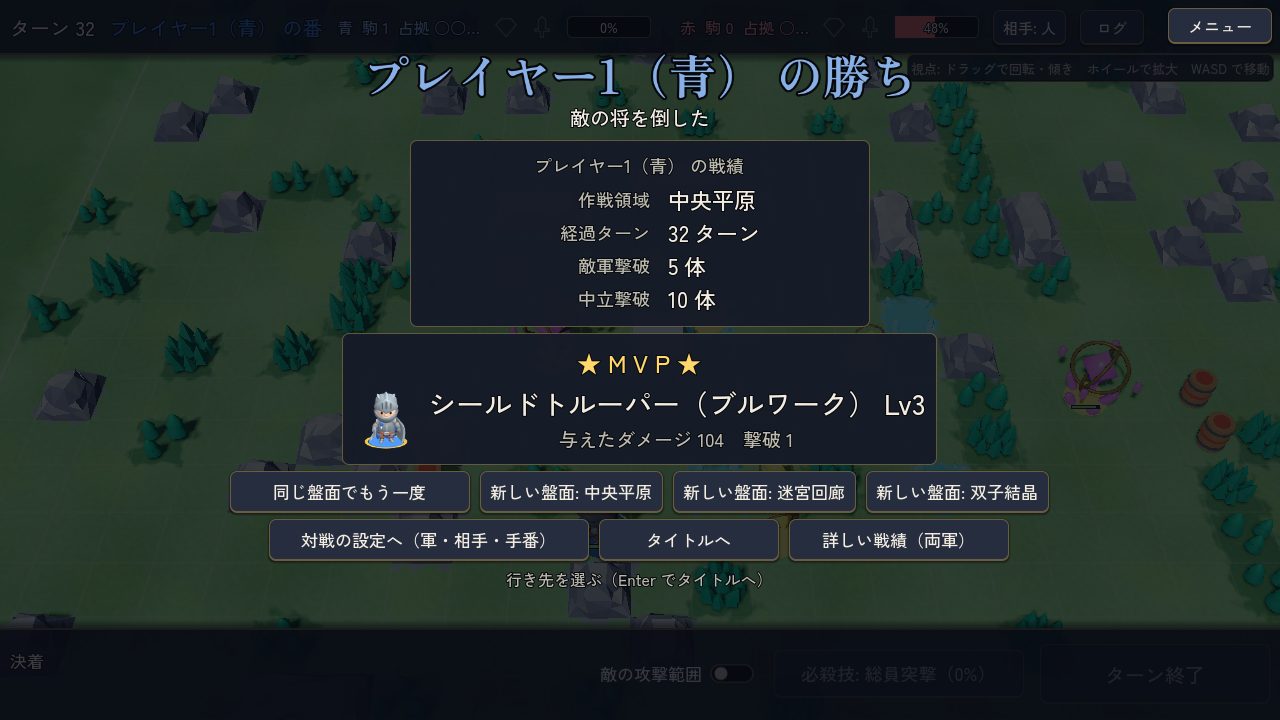 ターン 32 プレイヤー1（青） の番 青 駒 1 占拠 〇〇… 0% 赤 駒 0 占拠 〇… 48% 相手: 人 ログ メニュー
視点: ドラッグで回転・傾き ホイールで拡大 WASD で移動
プレイヤー1（青） の勝ち
敵の将を倒した
プレイヤー1（青） の戦績
作戦領域 中央平原
経過ターン 32 ターン
敵軍撃破 5 体
中立撃破 10 体
★ M V P ★
シールドトルーパー（ブルワーク） Lv3
与えたダメージ 104 撃破 1
同じ盤面でもう一度 新しい盤面: 中央平原 新しい盤面: 迷宮回廊 新しい盤面: 双子結晶
対戦の設定へ（軍・相手・手番） タイトルへ 詳しい戦績（両軍）
行き先を選ぶ（Enter でタイトルへ）
決着
敵の攻撃範囲 必殺技: 総員突撃（0%） ターン終了